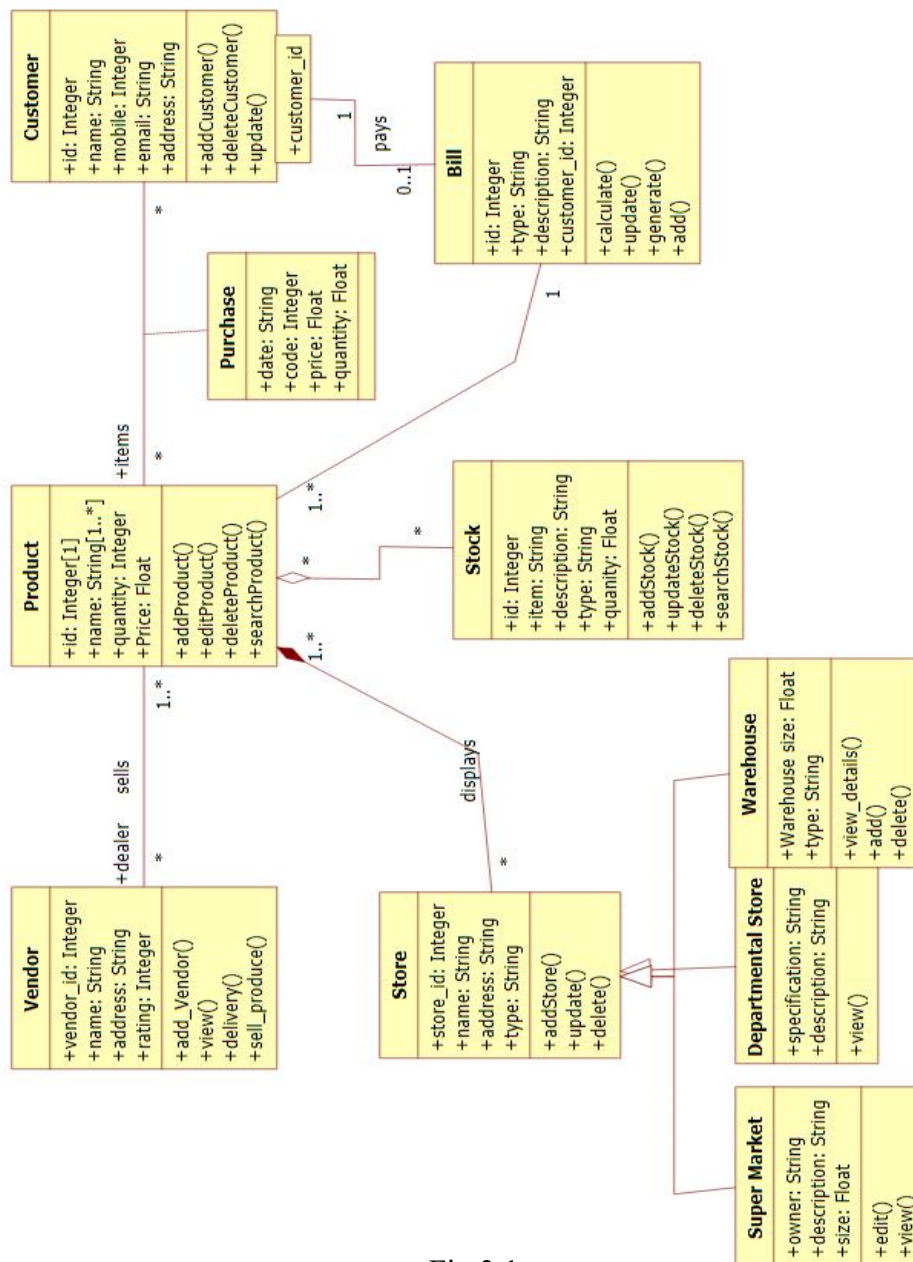 Vendor
+vendor_id: Integer
+name: String
+address: String
+rating: Integer
+add_Vendor()
+view()
+delivery()
+sell_produce()
+dealer
*
sells
1..*
Product
+id: Integer[1]
+name: String[1..*]
+quantity: Integer
+Price: Float
+addProduct()
+editProduct()
+deleteProduct()
+searchProduct()
+items
*
*
Customer
+id: Integer
+name: String
+mobile: Integer
+email: String
+address: String
+addCustomer()
+deleteCustomer()
+update()
+customer_id
Purchase
+date: String
+code: Integer
+price: Float
+quantity: Float
1
pays
0..1
Bill
+id: Integer
+type: String
+description: String
+customer_id: Integer
+calculate()
+update()
+generate()
+add()
1
1..*
*
*
Stock
+id: Integer
+item: String
+description: String
+type: String
+quanity: Float
+addStock()
+updateStock()
+deleteStock()
+searchStock()
1..*
displays
*
Store
+store_id: Integer
+name: String
+address: String
+type: String
+addStore()
+update()
+delete()
Super Market
+owner: String
+description: String
+size: Float
+edit()
+view()
Departmental Store
+specification: String
+description: String
+view()
Warehouse
+Warehouse size: Float
+type: String
+view_details()
+add()
+delete()